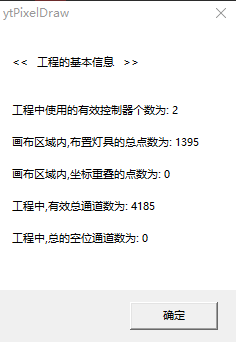 ytPixelDraw
<< 工程的基本信息 >>
工程中使用的有效控制器个数为: 2
画布区域内,布置灯具的总点数为: 1395
画布区域内,坐标重叠的点数为: 0
工程中,有效总通道数为: 4185
工程中,总的空位通道数为: 0
确定